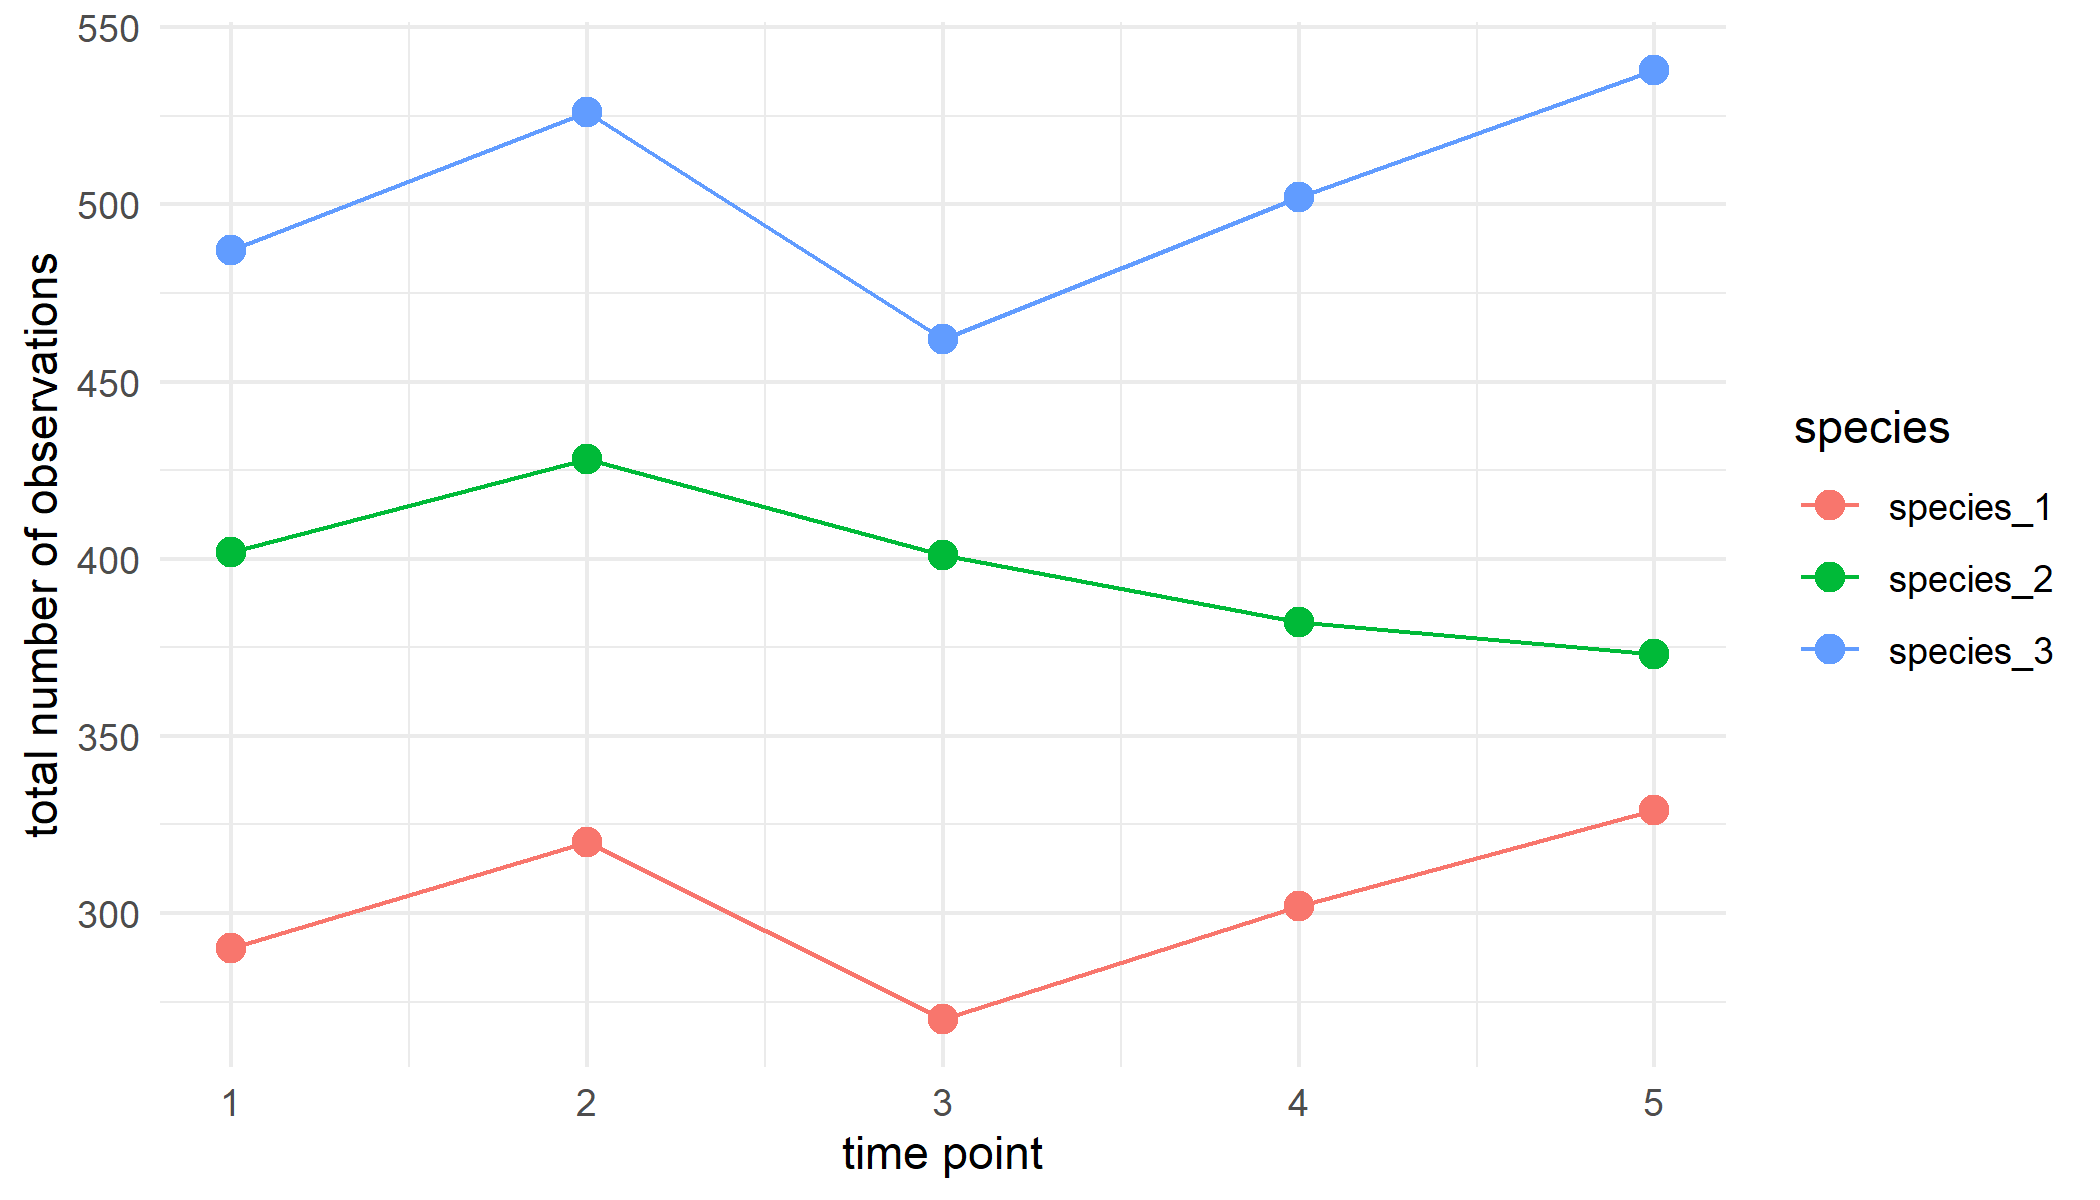 550
500
450
400
350
300
total number of observations
1 2 3 4 5
time point
species
species_1
species_2
species_3